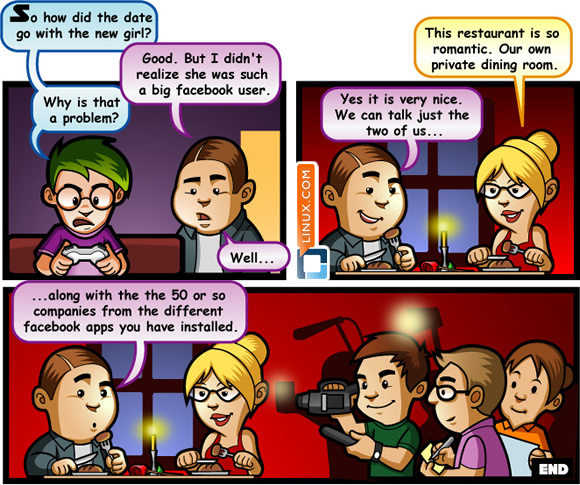 So how did the date
go with the new girl?
Good. But I didn't
realize she was such
a big facebook user.
Why is that
a problem?
Well...
This restaurant is so
romantic. Our own
private dining room.
Yes it is very nice.
We can talk just the
two of us...
LINUX.COM
...along with the the 50 or so
companies from the different
facebook apps you have installed.
END